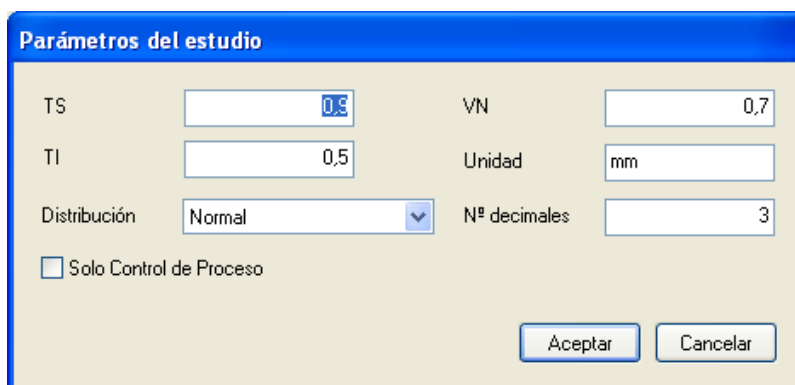 Parámetros del estudio
TS 0,9 VN 0,7
TI 0,5 Unidad mm
Distribución Normal Nº decimales 3
Solo Control de Proceso
Aceptar Cancelar